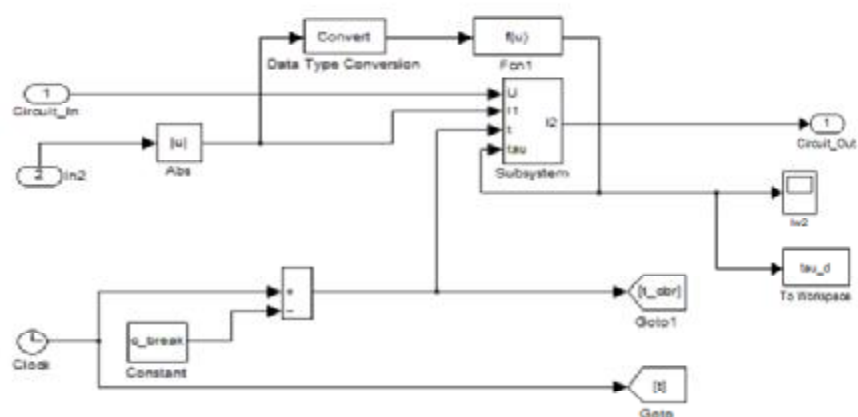 Convert
f(u)
Data Type Conversion
Fcn1
1
Circuit_In
U
I1
t
tau
I2
Subsystem
1
Circuit_Out
|u|
Abs
2
In2
tau_d
To Workspace
+
−
[t_obr]
Goto1
Clock
Constant
[t]
Goto